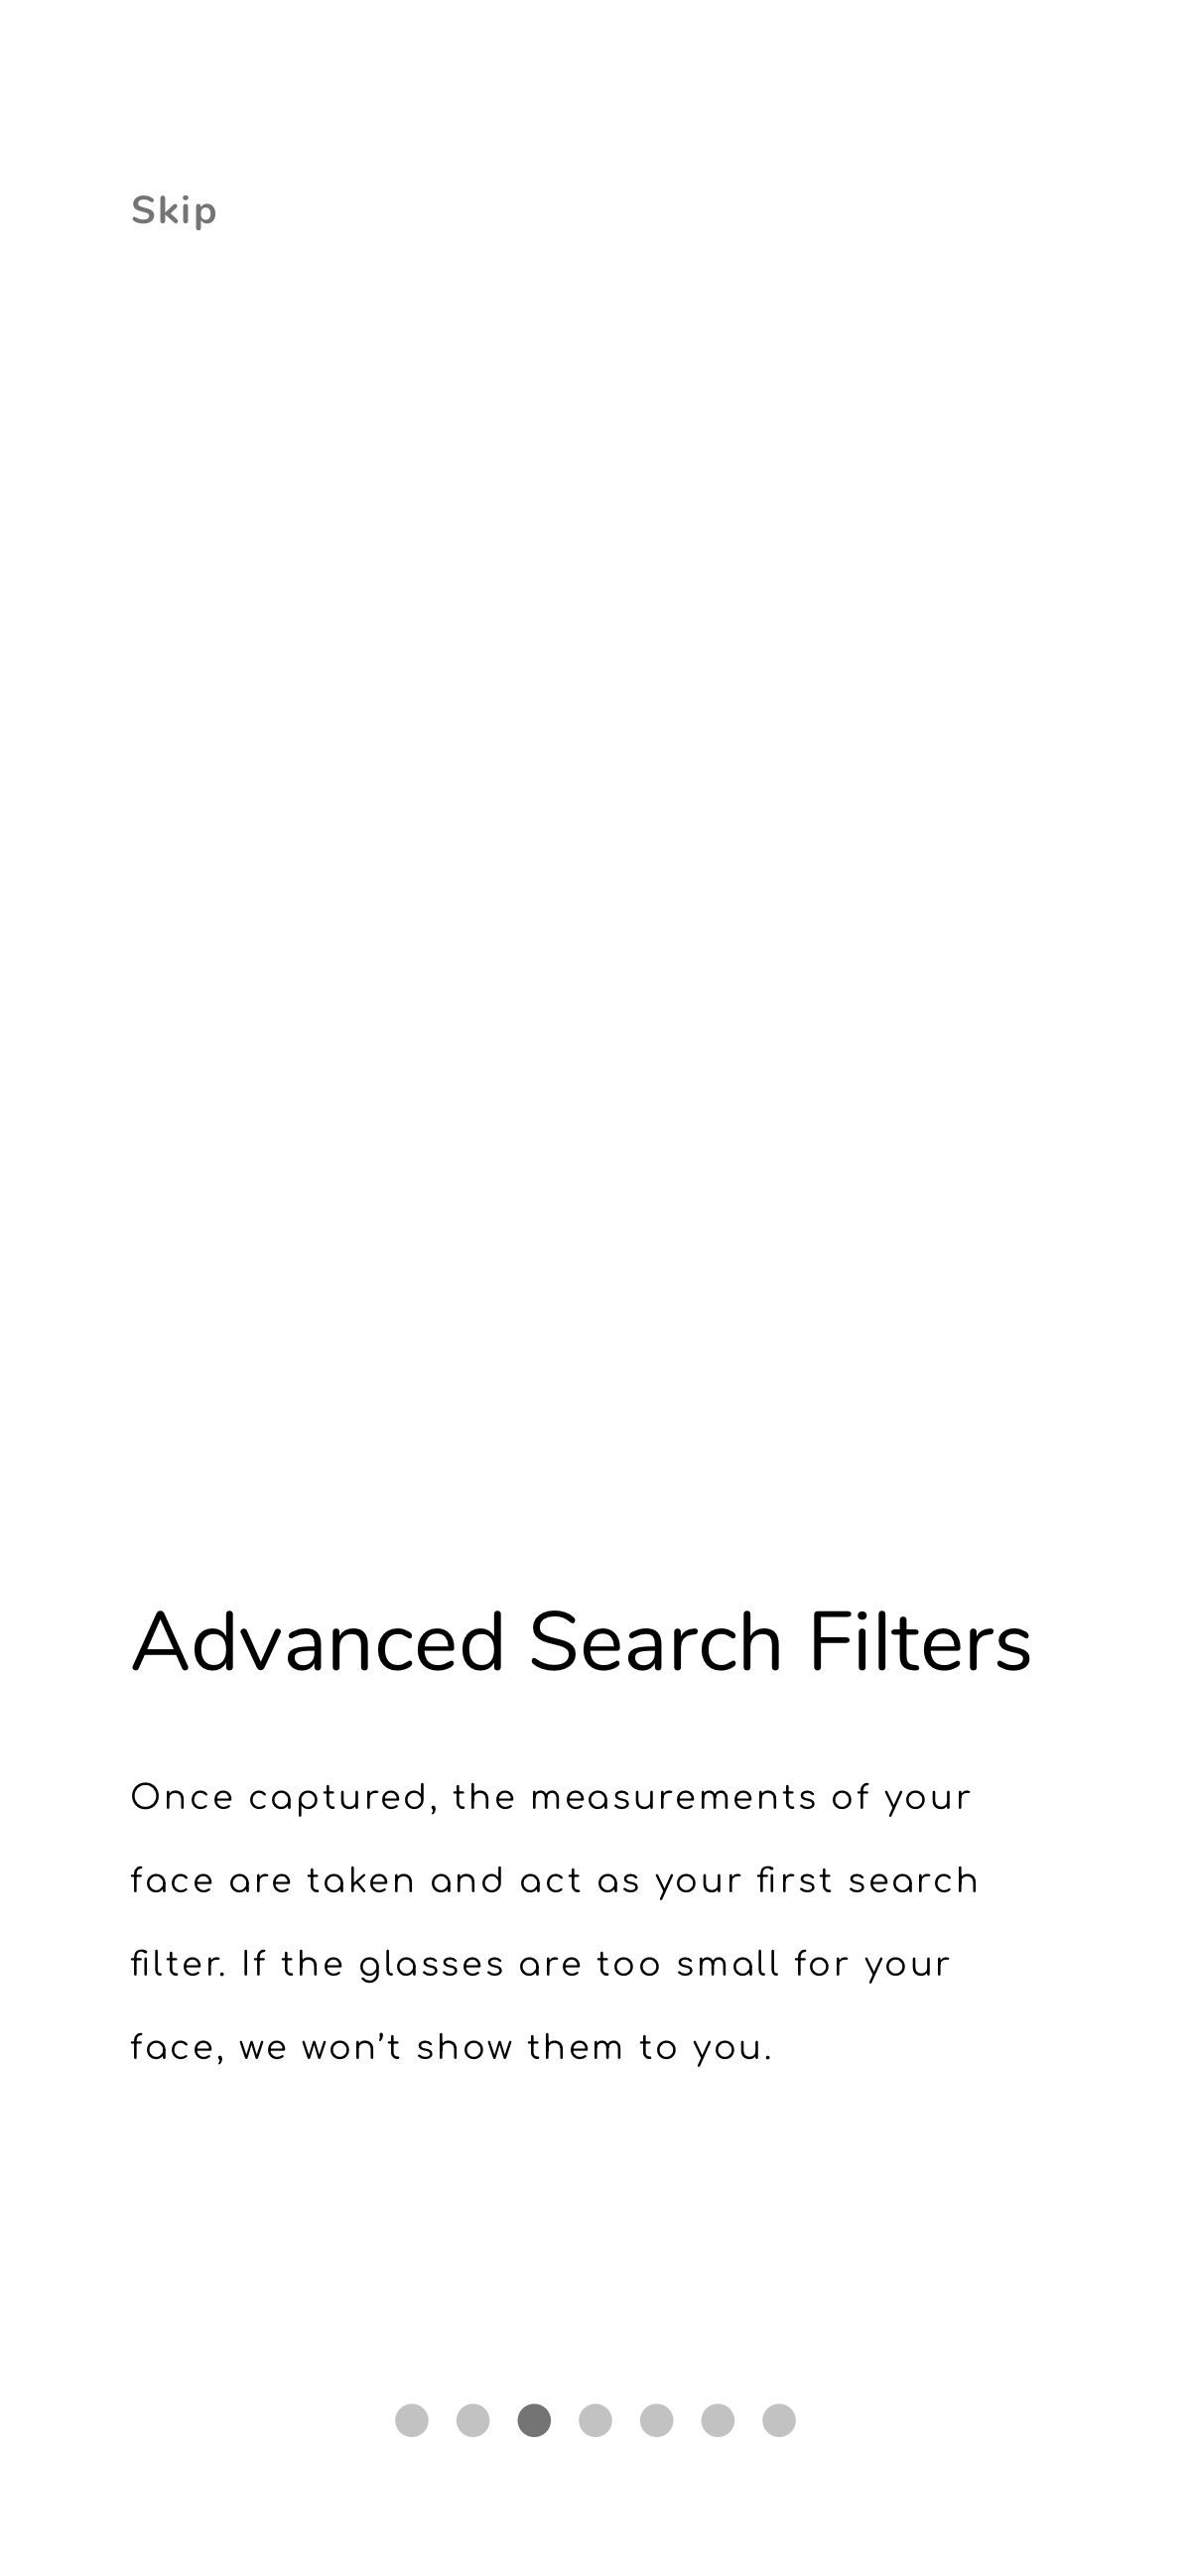 Skip
Advanced Search Filters
Once captured, the measurements of your
face are taken and act as your first search
filter. If the glasses are too small for your
face, we won’t show them to you.